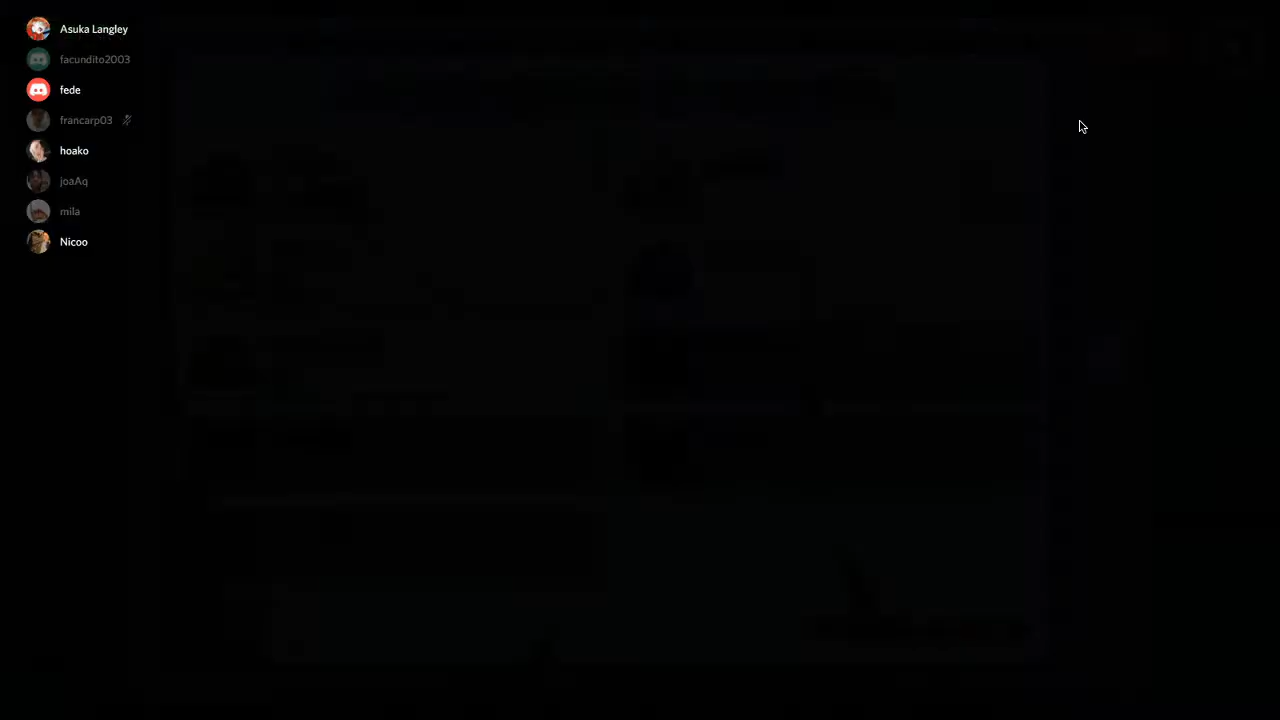 Asuka Langley
facundito2003
fede
francarp03
hoako
joaAq
mila
Nicoo